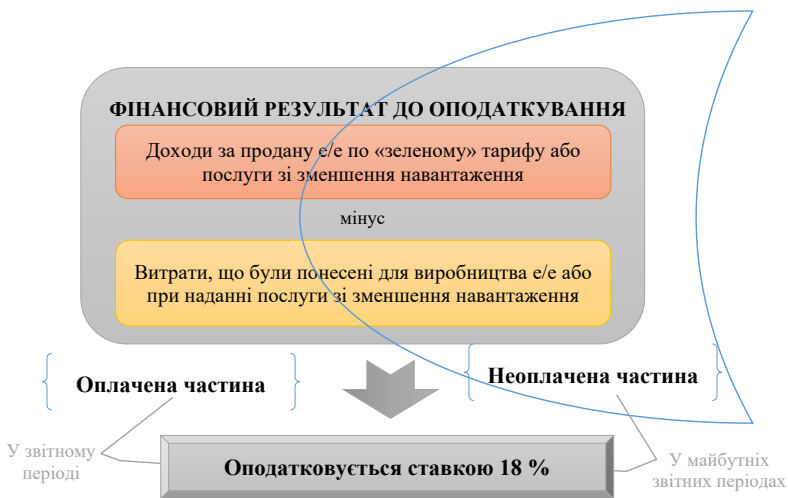 ФІНАНСОВИЙ РЕЗУЛЬТАТ ДО ОПОДАТКУВАННЯ
Доходи за продану е/е по «зеленому» тарифу або
послуги зі зменшення навантаження
мінус
Витрати, що були понесені для виробництва е/е або
при наданні послуги зі зменшення навантаження
Оплачена частина
Неоплачена частина
У звітному
періоді
Оподатковується ставкою 18 %
У майбутніх
звітних періодах